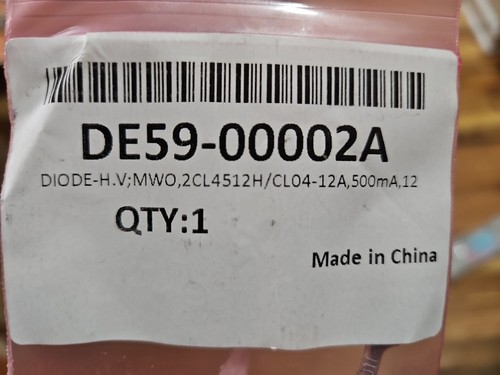 DE59-00002A
DIODE-H.V;MWO,2CL4512H/CL04-12A,500mA,12
QTY:1
Made in China